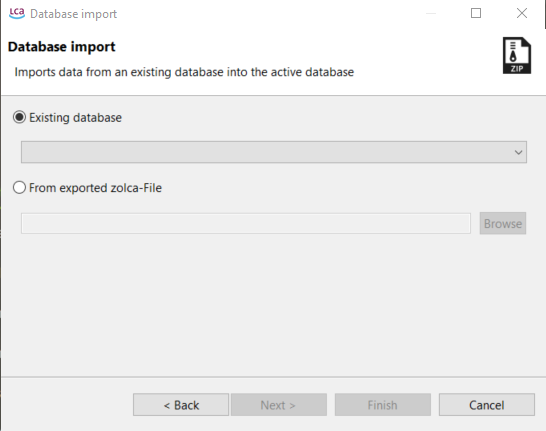 LCA Database import
Database import
Imports data from an existing database into the active database
ZIP
Existing database
From exported zolca-File
Browse
< Back Next > Finish Cancel